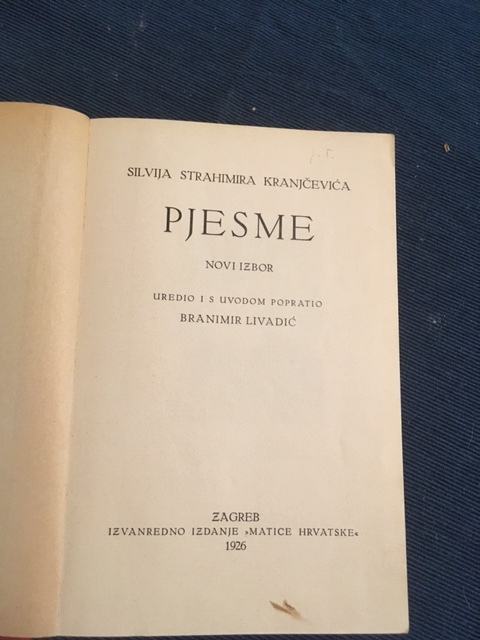 SILVIJA STRAHIMIRA KRANJČEVIĆA
PJESME
NOVI IZBOR
UREDIO I S UVODOM POPRATIO
BRANIMIR LIVADIĆ
ZAGREB
IZVANREDNO IZDANJE »MATICE HRVATSKE«
1926